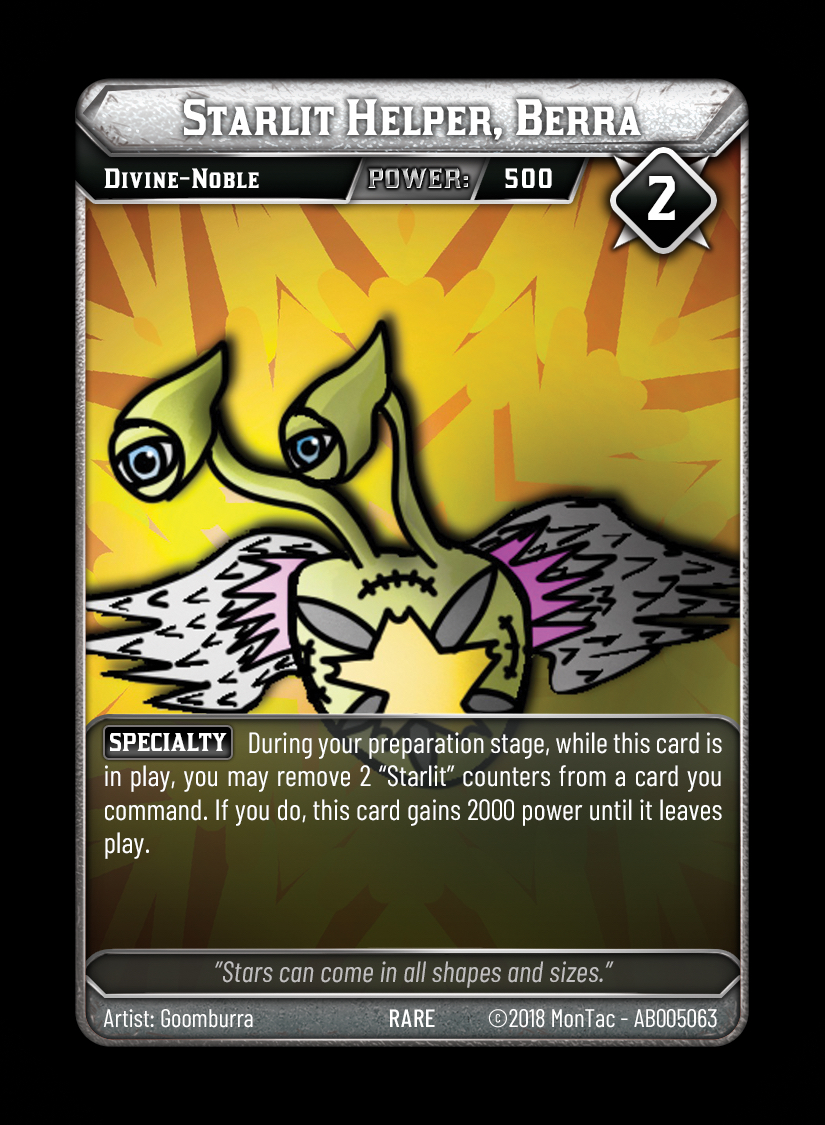 Starlit Helper, Berra
Divine-Noble POWER: 500
2
SPECIALTY During your preparation stage, while this card is
in play, you may remove 2 “Starlit” counters from a card you
command. If you do, this card gains 2000 power until it leaves
play.
"Stars can come in all shapes and sizes."
Artist: Goomburra RARE ©2018 MonTac - AB005063